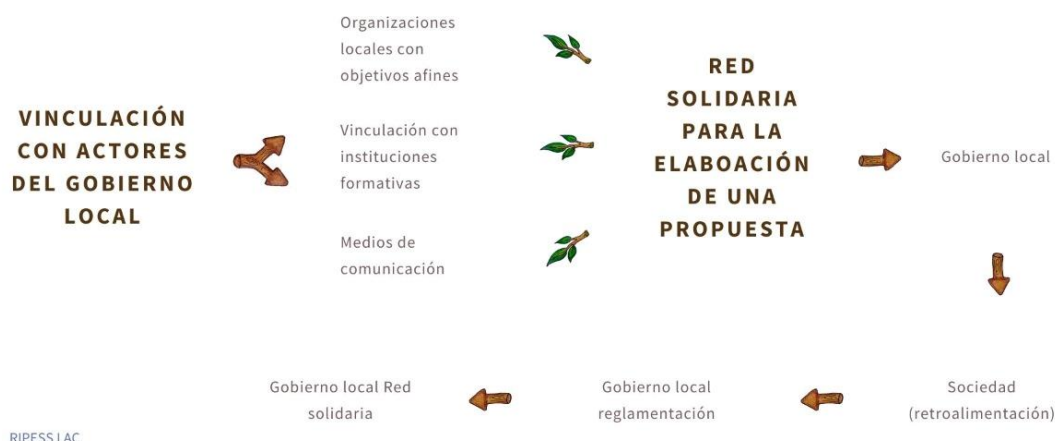 VINCULACIÓN
CON ACTORES
DEL GOBIERNO
LOCAL
Organizaciones
locales con
objetivos afines
Vinculación con
instituciones
formativas
Medios de
comunicación
RED
SOLIDARIA
PARA LA
ELABOACIÓN
DE UNA
PROPUESTA
Gobierno local
Sociedad
(retroalimentación)
Gobierno local
reglamentación
Gobierno local Red
solidaria
RIPESS LAC